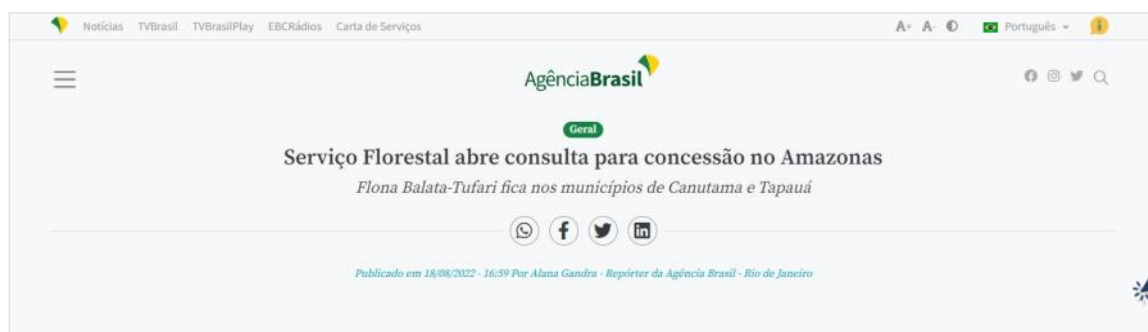 Notícias TVBrasil TVBrasilPlay EBCRádios Carta de Serviços A+ A- Português
AgênciaBrasil
Geral
Serviço Florestal abre consulta para concessão no Amazonas
Flona Balata-Tufari fica nos municípios de Canutama e Tapauá
Publicado em 18/08/2022 - 16:59 Por Alana Gandra - Repórter da Agência Brasil - Rio de Janeiro